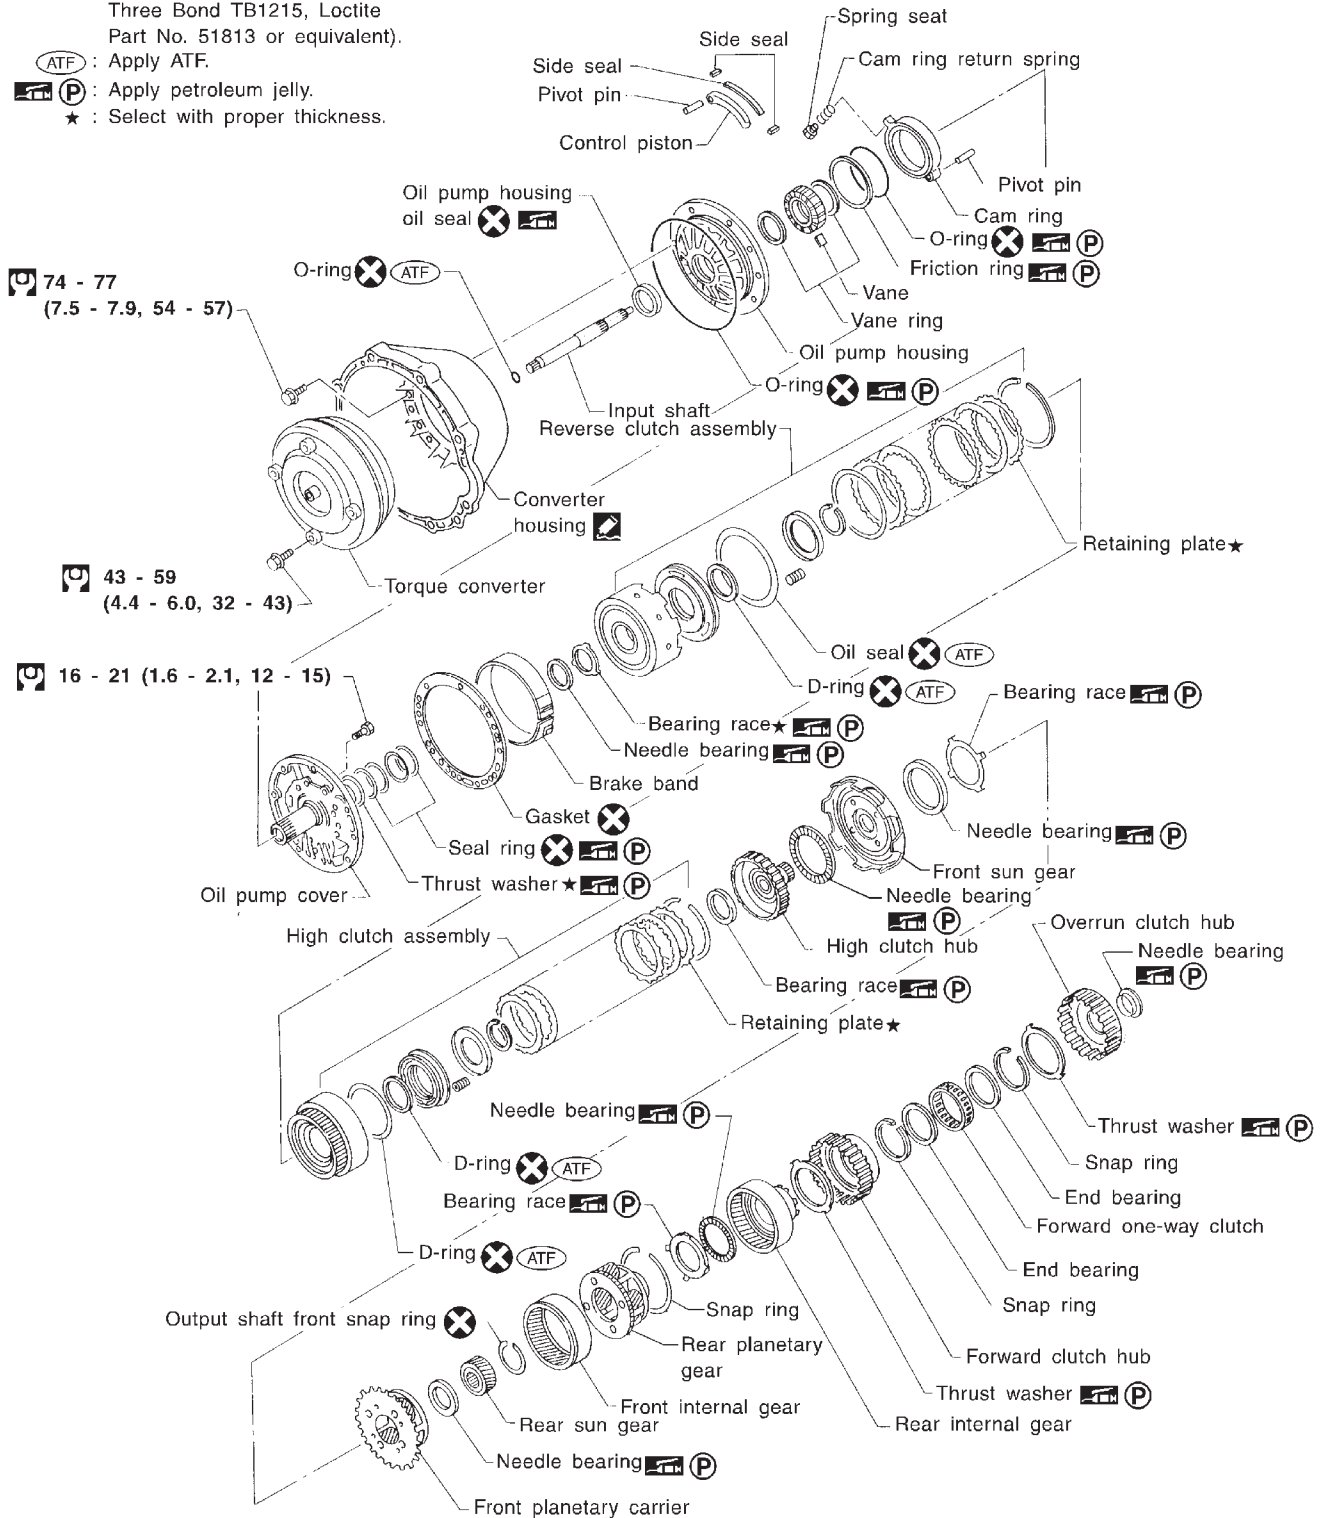 Three Bond TB1215, Loctite
Part No. 51813 or equivalent).
ATF : Apply ATF.
P : Apply petroleum jelly.
★ : Select with proper thickness.
Spring seat
Side seal
Cam ring return spring
Side seal
Pivot pin
Control piston
Pivot pin
Cam ring
O-ring P
Friction ring P
Oil pump housing
oil seal
O-ring ATF
74 - 77
(7.5 - 7.9, 54 - 57)
Vane
Vane ring
Oil pump housing
O-ring P
Input shaft
Reverse clutch assembly
Converter
housing
Retaining plate★
43 - 59
(4.4 - 6.0, 32 - 43)
Torque converter
Oil seal ATF
D-ring ATF
16 - 21 (1.6 - 2.1, 12 - 15)
Bearing race P
Bearing race★ P
Needle bearing P
Brake band
Gasket
Needle bearing P
Seal ring P
Front sun gear
Thrust washer★ P
Oil pump cover
Needle bearing
P
Overrun clutch hub
High clutch assembly
High clutch hub
Needle bearing
P
Bearing race P
Retaining plate★
Needle bearing P
Thrust washer P
Snap ring
D-ring ATF
End bearing
Bearing race P
Forward one-way clutch
D-ring ATF
End bearing
Snap ring
Snap ring
Output shaft front snap ring
Rear planetary
gear
Forward clutch hub
Thrust washer P
Front internal gear
Rear sun gear
Rear internal gear
Needle bearing P
Front planetary carrier